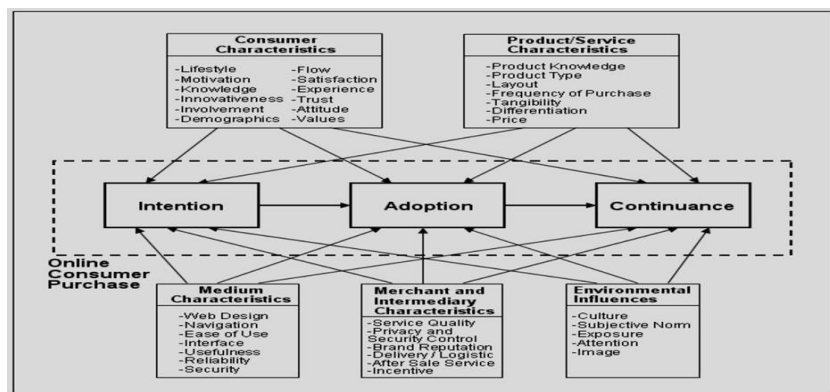 Consumer
Characteristics
-Lifestyle
-Motivation
-Knowledge
-Innovativeness
-Involvement
-Demographics
-Flow
-Satisfaction
-Experience
-Trust
-Attitude
-Values
Product/Service
Characteristics
-Product Knowledge
-Product Type
-Layout
-Frequency of Purchase
-Tangibility
-Differentiation
-Price
Intention
Adoption
Continuance
Online
Consumer
Purchase
Medium
Characteristics
-Web Design
-Navigation
-Ease of Use
-Interface
-Usefulness
-Reliability
-Security
Merchant and
Intermediary
Characteristics
-Service Quality
-Privacy and
Security Control
-Brand Reputation
-Delivery / Logistic
-After Sale Service
-Incentive
Environmental
Influences
-Culture
-Subjective Norm
-Exposure
-Attention
-Image